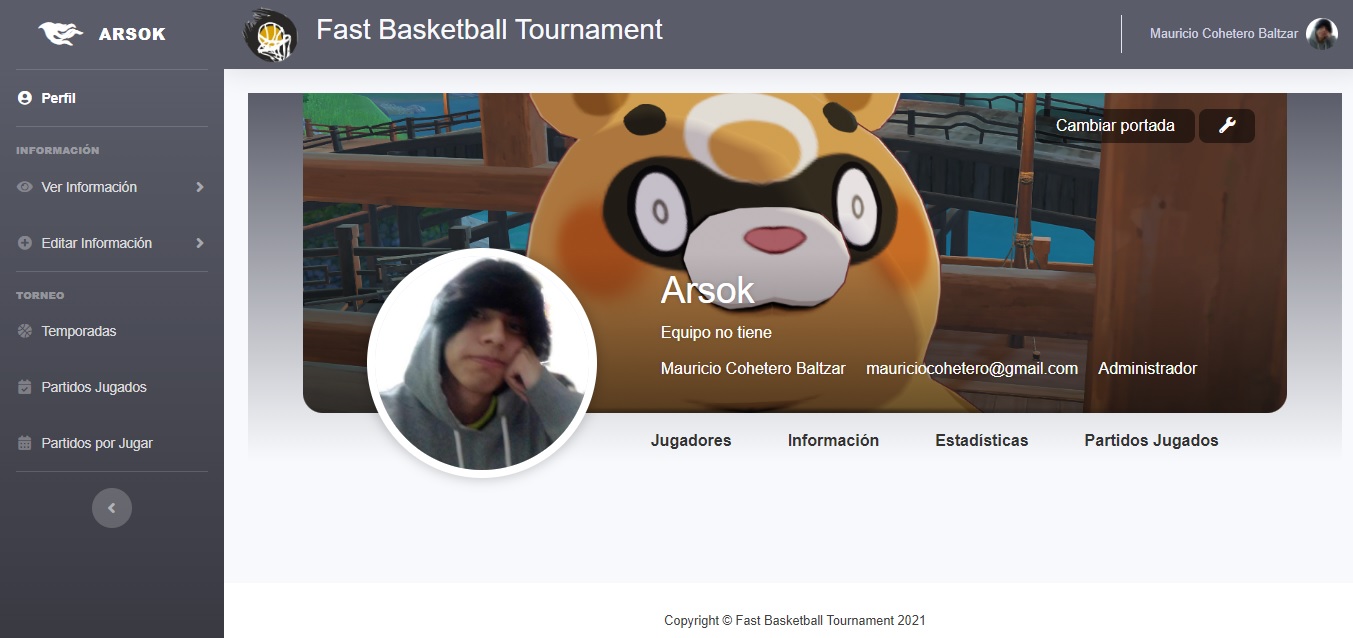 ARSOK
Fast Basketball Tournament
Mauricio Cohetero Baltzar
Perfil
INFORMACIÓN
Ver Información
Editar Información
TORNEO
Temporadas
Partidos Jugados
Partidos por Jugar
Cambiar portada
Arsok
Equipo no tiene
Mauricio Cohetero Baltzar mauriciocohetero@gmail.com Administrador
Jugadores Información Estadísticas Partidos Jugados
Copyright © Fast Basketball Tournament 2021